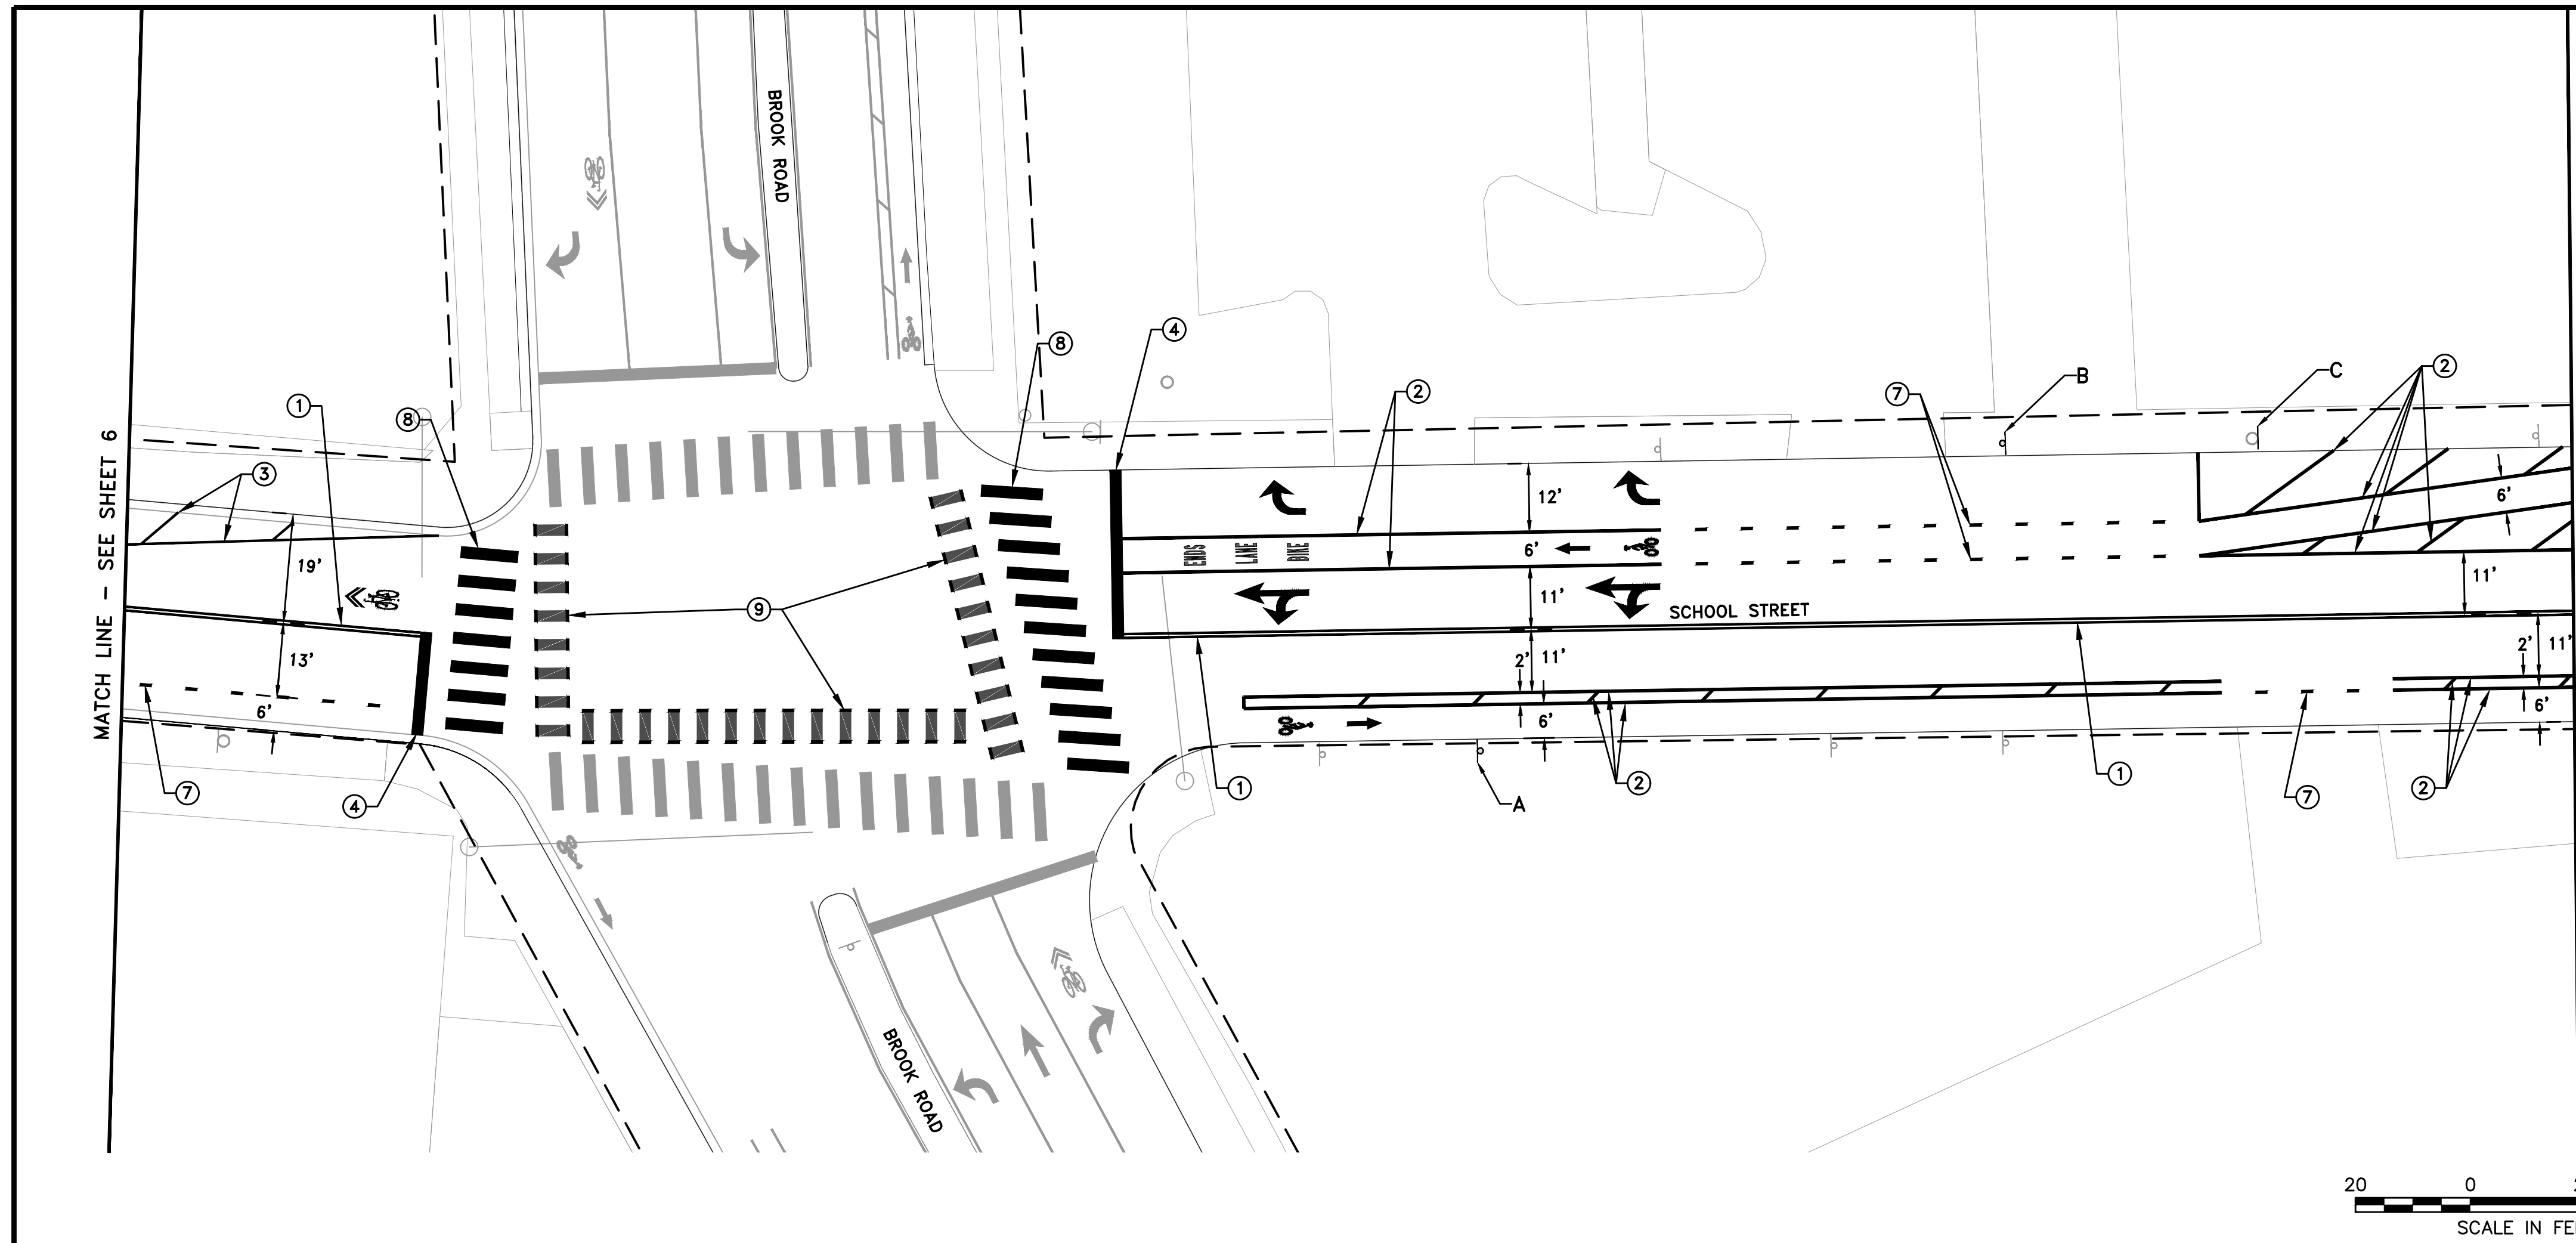 BROOK ROAD
4
8
2
B
C
2
7
1
8
MATCH LINE - SEE SHEET 6
3
12'
6'
19'
6'
ENDS
LANE
BIKE
9
11'
11'
SCHOOL STREET
13'
2'
11'
2'
11'
6'
6'
6'
7
1
2
1
7
2
4
A
BROOK ROAD
20
0
SCALE IN FE